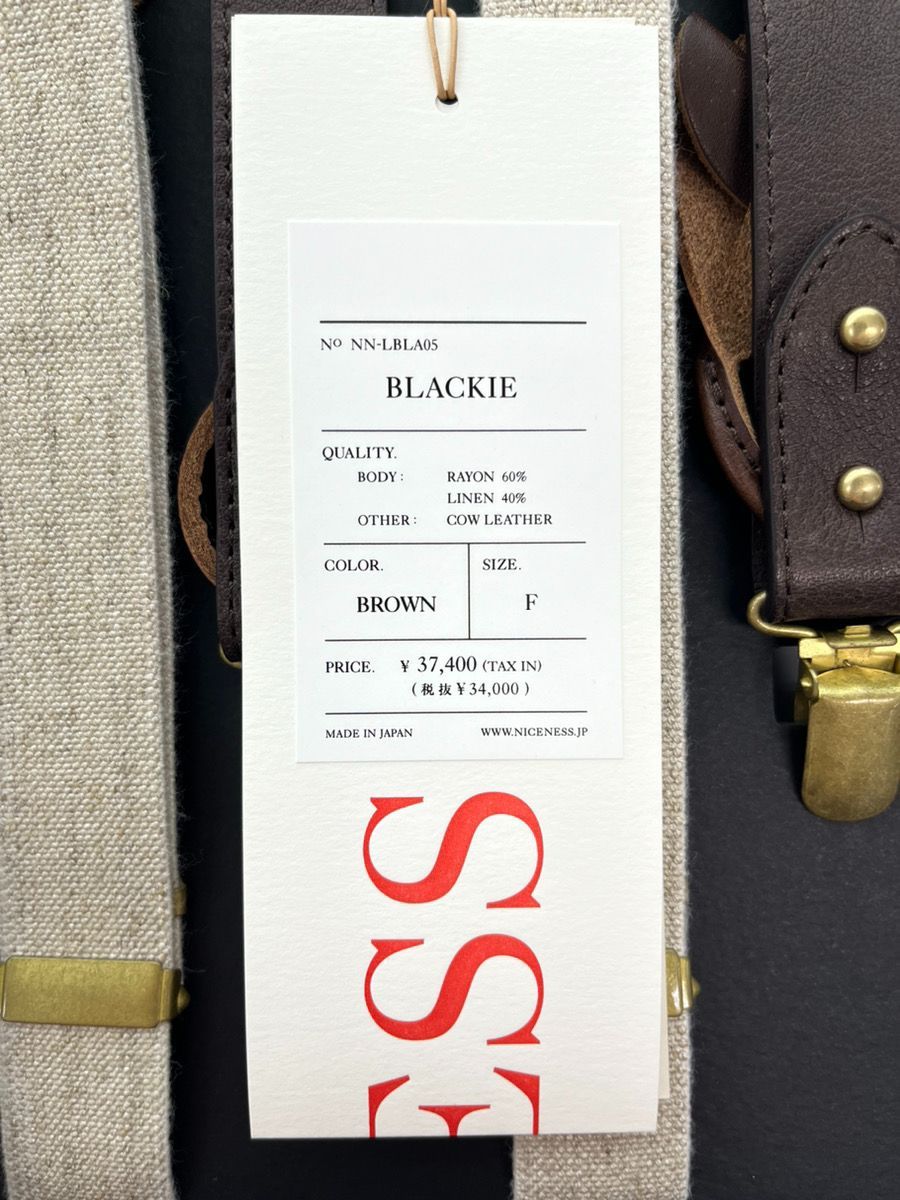 Nº NN-LBLA05
BLACKIE
QUALITY.
BODY: RAYON 60%
LINEN 40%
OTHER: COW LEATHER
COLOR. SIZE.
BROWN F
PRICE. ¥ 37,400 (TAX IN)
(税抜¥34,000)
MADE IN JAPAN WWW.NICENESS.JP
ESS